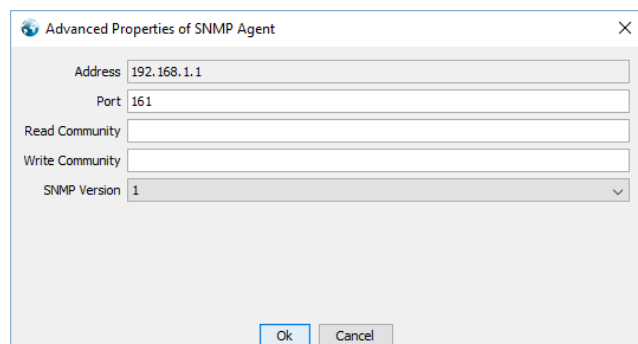 Advanced Properties of SNMP Agent
Address 192.168.1.1
Port 161
Read Community
Write Community
SNMP Version 1
Ok Cancel